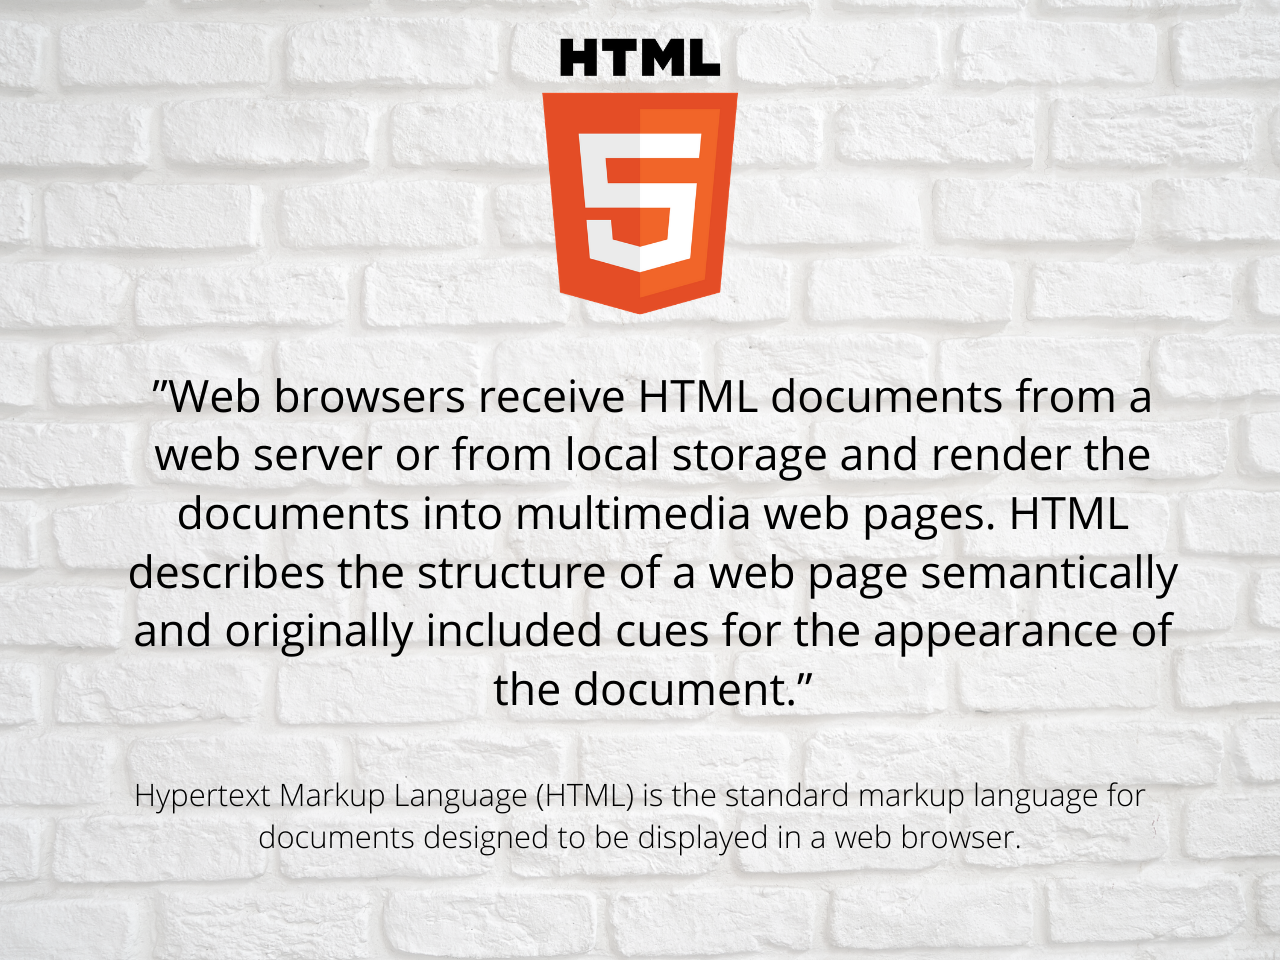 HTML
5
”Web browsers receive HTML documents from a
web server or from local storage and render the
documents into multimedia web pages. HTML
describes the structure of a web page semantically
and originally included cues for the appearance of
the document.”
Hypertext Markup Language (HTML) is the standard markup language for
documents designed to be displayed in a web browser.